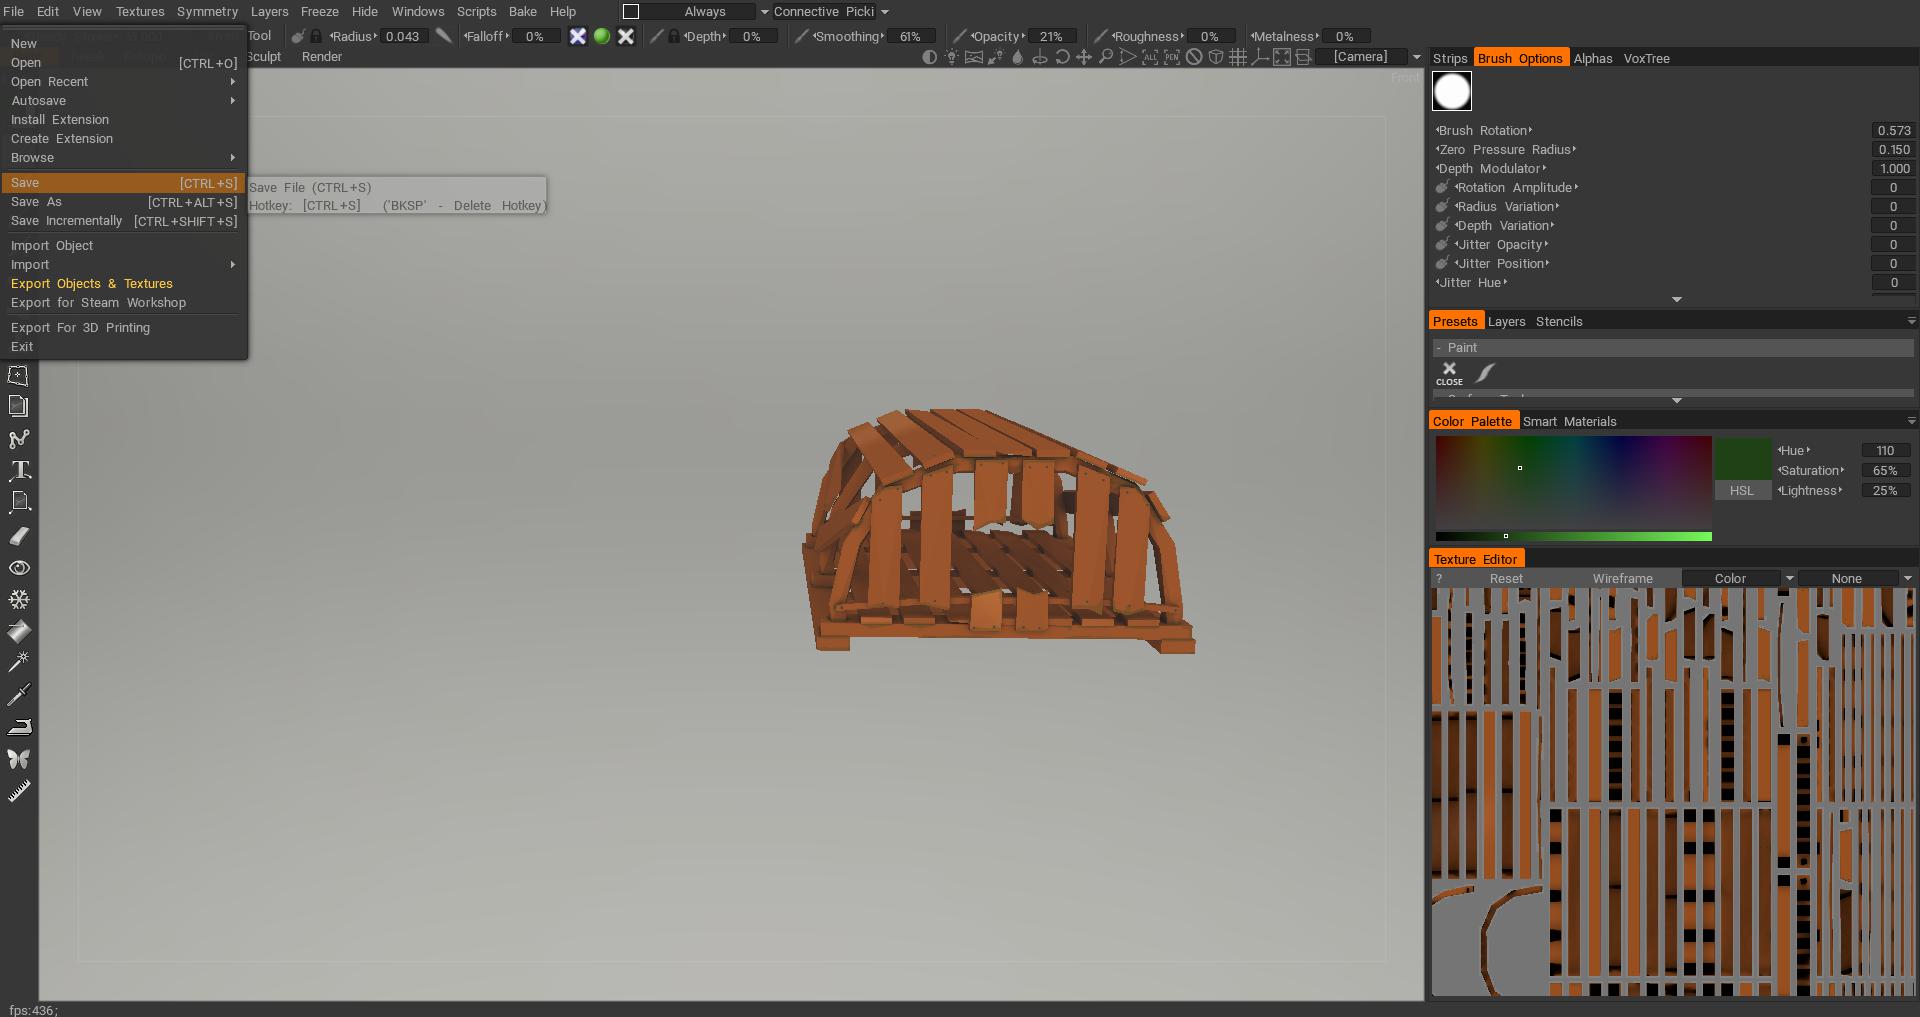 File Edit View Textures Symmetry Layers Freeze Hide Windows Scripts Bake Help Always Connective Picki
Tool Radius 0.043 Falloff 0% Depth 0% Smoothing 61% Opacity 21% Roughness 0% Metalness 0%
Sculpt Render [Camera]
Front
New
Open [CTRL+O]
Open Recent
Autosave
Install Extension
Create Extension
Browse
Save [CTRL+S]
Save As [CTRL+ALT+S]
Save Incrementally [CTRL+SHIFT+S]
Import Object
Import
Export Objects & Textures
Export for Steam Workshop
Export For 3D Printing
Exit
Save File (CTRL+S)
Hotkey: [CTRL+S] ('BKSP' - Delete Hotkey)
Strips Brush Options Alphas VoxTree
Brush Rotation 0.573
Zero Pressure Radius 0.150
Depth Modulator 1.000
Rotation Amplitude 0
Radius Variation 0
Depth Variation 0
Jitter Opacity 0
Jitter Position 0
Jitter Hue 0
Presets Layers Stencils
- Paint
CLOSE
Color Palette Smart Materials
Hue 110
Saturation 65%
HSL Lightness 25%
Texture Editor
? Reset Wireframe Color None
fps:436;